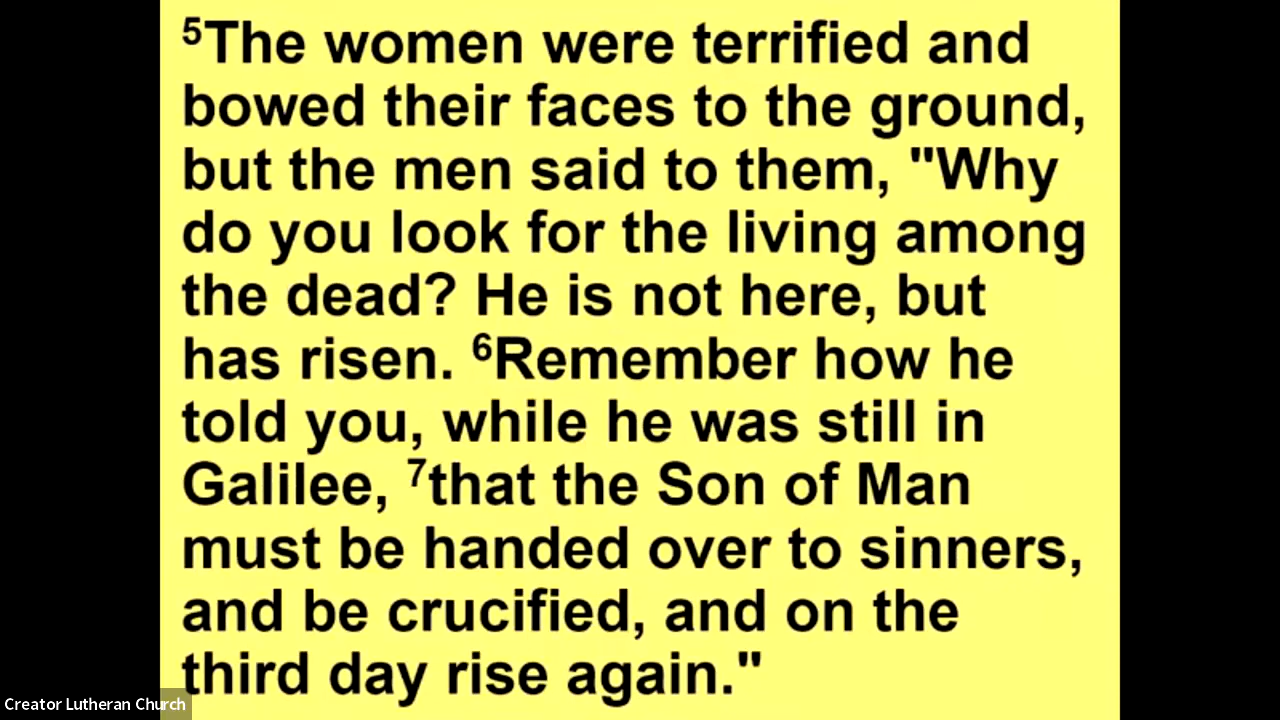 ⁵The women were terrified and
bowed their faces to the ground,
but the men said to them, "Why
do you look for the living among
the dead? He is not here, but
has risen. ⁶Remember how he
told you, while he was still in
Galilee, ⁷that the Son of Man
must be handed over to sinners,
and be crucified, and on the
third day rise again."
Creator Lutheran Church